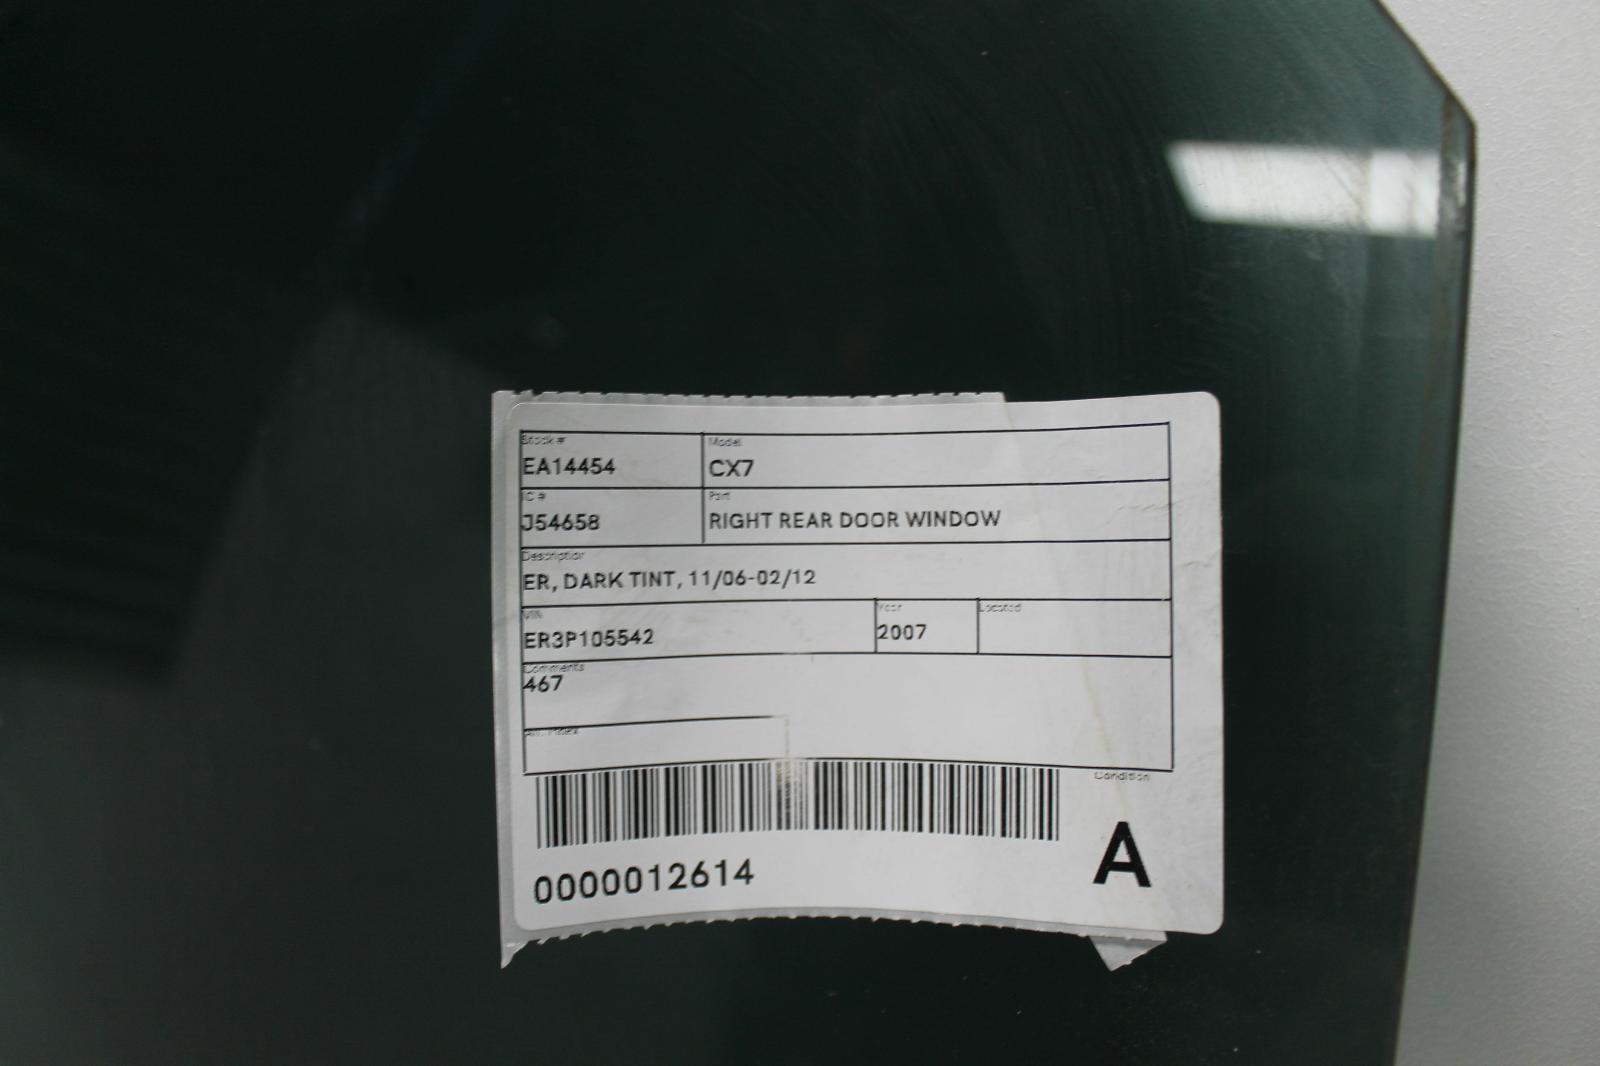 Stock # Model
EA14454 CX7
IC # Part
J54658 RIGHT REAR DOOR WINDOW
Description
ER, DARK TINT, 11/06-02/12
VIN Year Located
ER3P105542 2007
Comments
467
0000012614
Condition
A